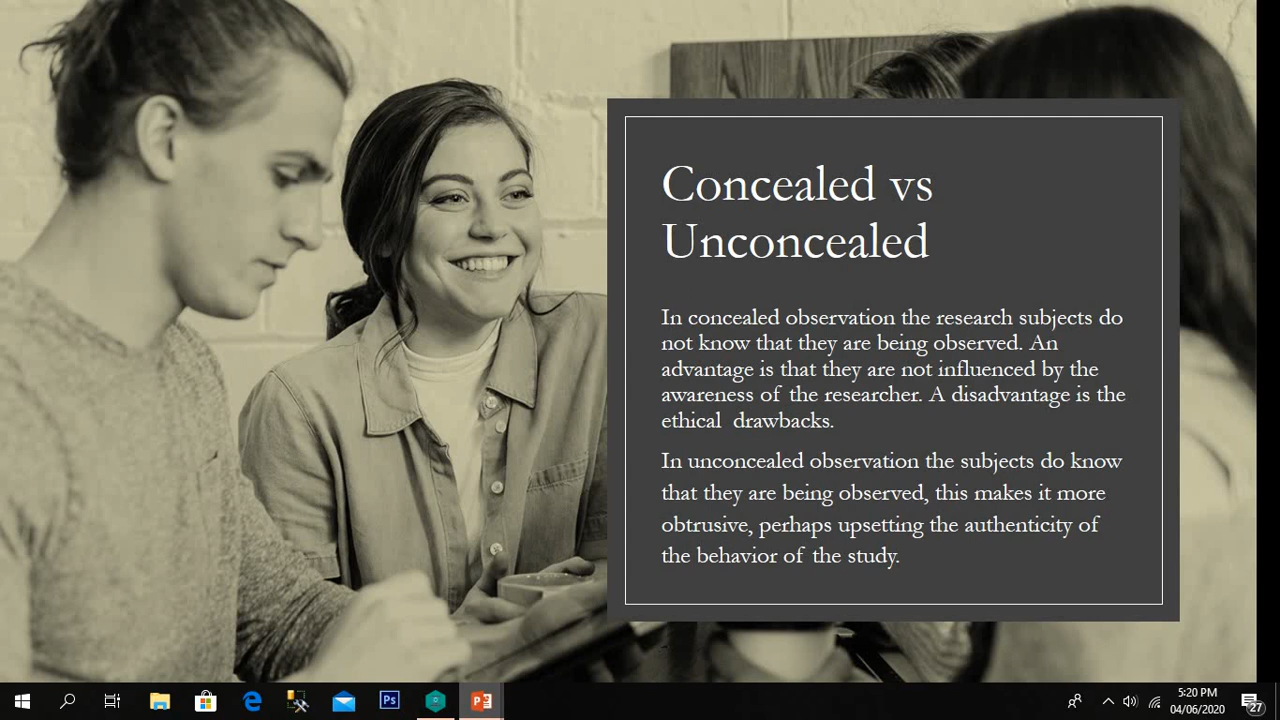 Concealed vs
Unconcealed
In concealed observation the research subjects do
not know that they are being observed. An
advantage is that they are not influenced by the
awareness of the researcher. A disadvantage is the
ethical drawbacks.
In unconcealed observation the subjects do know
that they are being observed, this makes it more
obtrusive, perhaps upsetting the authenticity of
the behavior of the study.
Ps
5:20 PM
04/06/2020
27